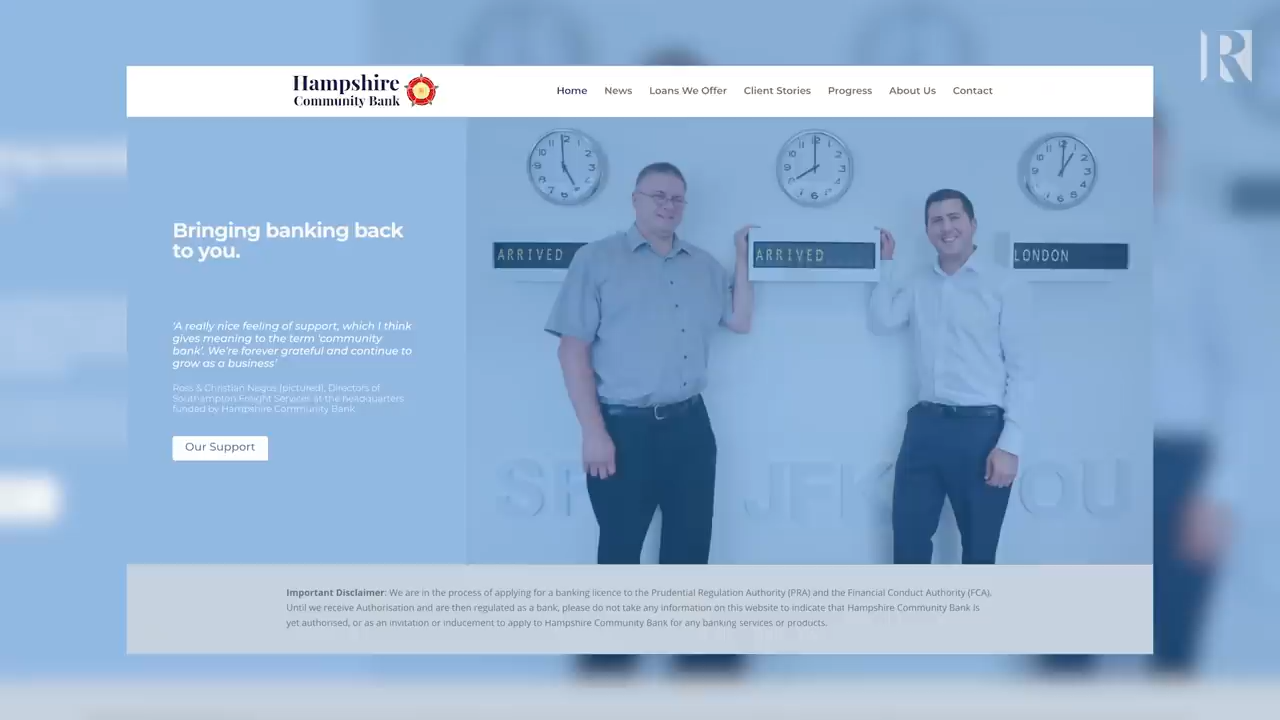 R
Hampshire
Community Bank
Home News Loans We Offer Client Stories Progress About Us Contact
Bringing banking back
to you.
'A really nice feeling of support, which I think
gives meaning to the term 'community
bank'. We're forever grateful and continue to
grow as a business'
Ross & Christian Negus (pictured), Directors of
Southampton Freight Services at the headquarters
funded by Hampshire Community Bank.
Our Support
ARRIVED
ARRIVED
LONDON
JFK
OU
Important Disclaimer: We are in the process of applying for a banking licence to the Prudential Regulation Authority (PRA) and the Financial Conduct Authority (FCA).
Until we receive Authorisation and are then regulated as a bank, please do not take any information on this website to indicate that Hampshire Community Bank is
yet authorised, or as an invitation or inducement to apply to Hampshire Community Bank for any banking services or products.